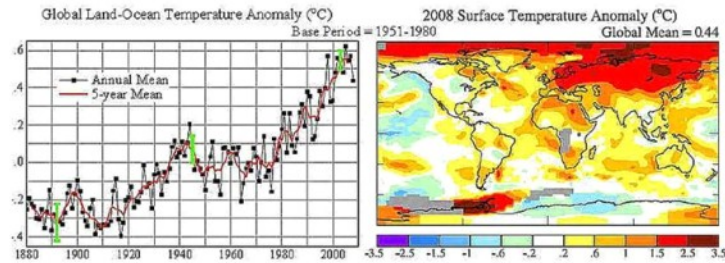 Global Land-Ocean Temperature Anomaly (°C)
2008 Surface Temperature Anomaly (°C)
Base Period = 1951-1980
Global Mean = 0.44
.6
.4
.2
.0
-.2
-.4
Annual Mean
5-year Mean
1880 1900 1920 1940 1960 1980 2000
-3.5 -2.5 -1.5 -1 -.6 -.2 .2 .6 1 1.5 2.5 3.5